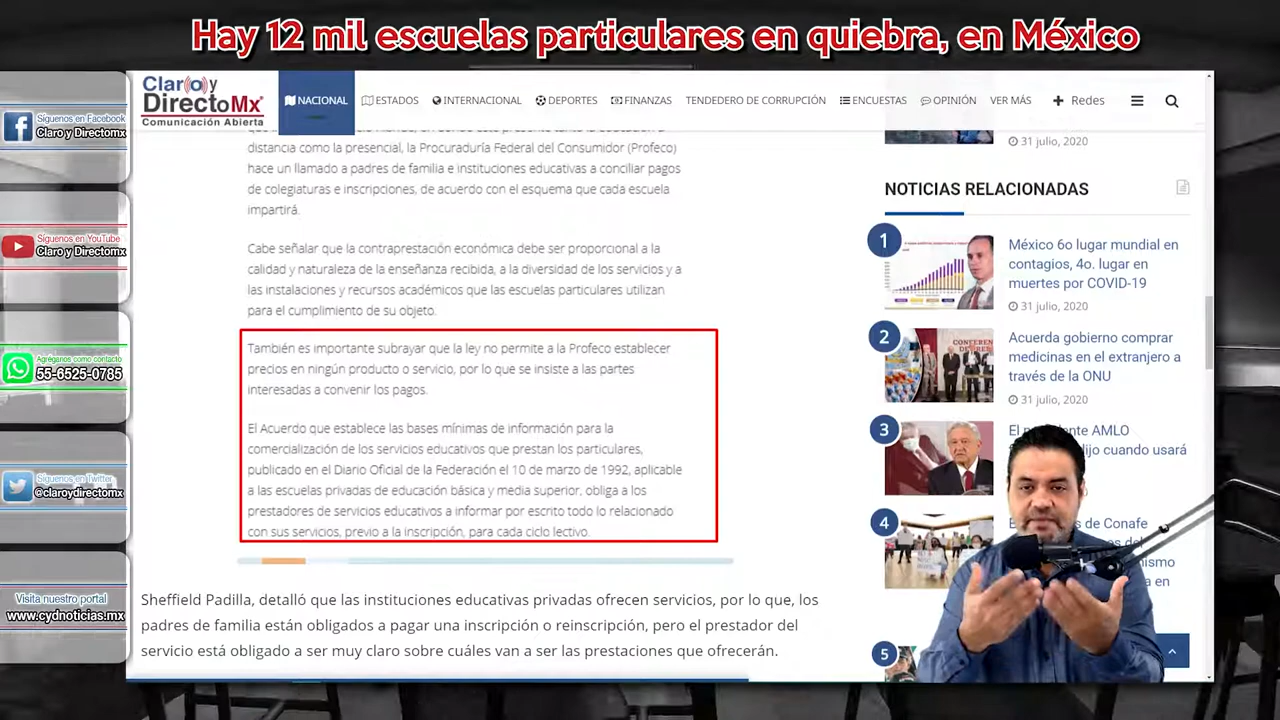 Hay 12 mil escuelas particulares en quiebra, en México
Claro y
DirectoMx
Comunicación Abierta
NACIONAL
ESTADOS
INTERNACIONAL
DEPORTES
FINANZAS
TENDEDERO DE CORRUPCIÓN
ENCUESTAS
OPINIÓN
VER MÁS
Redes
Síguenos en Facebook
Claro y Directomx
Síguenos en YouTube
Claro y Directomx
Agréganos como contacto
55-6525-0785
Síguenos en Twitter
@claroydirectomx
Visita nuestro portal
www.cydnoticias.mx
distancia como la presencial, la Procuraduría Federal del Consumidor (Profeco)
hace un llamado a padres de familia e instituciones educativas a conciliar pagos
de colegiaturas e inscripciones, de acuerdo con el esquema que cada escuela
impartirá.
Cabe señalar que la contraprestación económica debe ser proporcional a la
calidad y naturaleza de la enseñanza recibida, a la diversidad de los servicios y a
las instalaciones y recursos académicos que las escuelas particulares utilizan
para el cumplimiento de su objeto.
También es importante subrayar que la ley no permite a la Profeco establecer
precios en ningún producto o servicio, por lo que se insiste a las partes
interesadas a convenir los pagos.
El Acuerdo que establece las bases mínimas de información para la
comercialización de los servicios educativos que prestan los particulares,
publicado en el Diario Oficial de la Federación el 10 de marzo de 1992, aplicable
a las escuelas privadas de educación básica y media superior, obliga a los
prestadores de servicios educativos a informar por escrito todo lo relacionado
con sus servicios, previo a la inscripción, para cada ciclo lectivo.
Sheffield Padilla, detalló que las instituciones educativas privadas ofrecen servicios, por lo que, los
padres de familia están obligados a pagar una inscripción o reinscripción, pero el prestador del
servicio está obligado a ser muy claro sobre cuáles van a ser las prestaciones que ofrecerán.
31 julio, 2020
NOTICIAS RELACIONADAS
1
México 6o lugar mundial en
contagios, 4o. lugar en
muertes por COVID-19
31 julio, 2020
2
Acuerda gobierno comprar
medicinas en el extranjero a
través de la ONU
31 julio, 2020
3
AMLO
dijo cuando usará
4
de Conafe
5